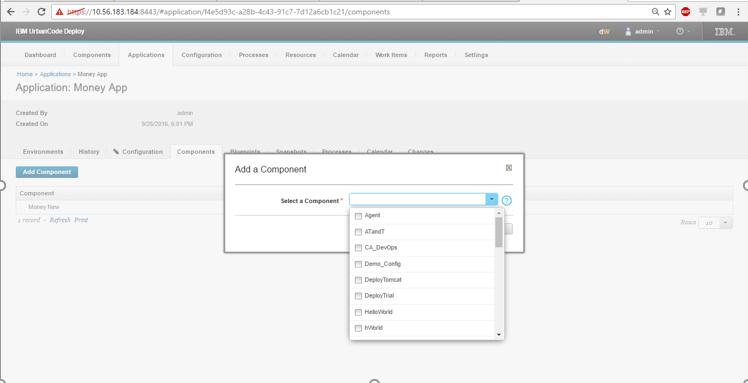 https://10.56.183.184:8443/#application/f4e5d93c-a28b-4c43-91c7-7d12a6cb1c21/components
ABP
IBM UrbanCode Deploy
dW admin
IBM
Dashboard Components Applications Configuration Processes Resources Calendar Work Items Reports Settings
Home > Applications > Money App
Application: Money App
Created By admin
Created On 9/28/2016, 6:01 PM
Environments History Configuration Components Blueprints Snapshots Processes Calendar Changes
Add a Component
Add Component
Component
Select a Component *
Money New
1 record - Refresh Print
Rows 10
Agent
ATandT
CA_DevOps
Demo_Config
DeployTomcat
DeployTrial
HelloWorld
hWorld